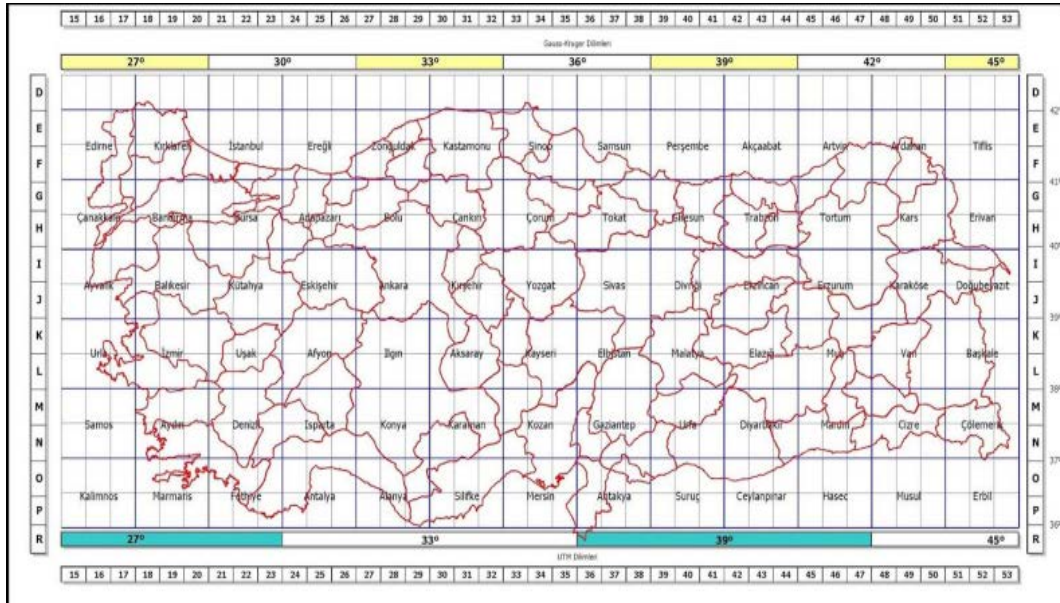 15 16 17 18 19 20 21 22 23 24 25 26 27 28 29 30 31 32 33 34 35 36 37 38 39 40 41 42 43 44 45 46 47 48 49 50 51 52 53
Gauss-Kruger Dilimleri
27° 30° 33° 36° 39° 42° 45°
D D
42°
E E
Edirne Kırklareli İstanbul Ereğli Zonguldak Kastamonu Sinop Samsun Perşembe Akçaabat Artvin Ardahan Tiflis
F F
41°
G G
Çanakkale Bandırma Bursa Adapazarı Bolu Çankırı Çorum Tokat Giresun Trabzon Tortum Kars Erivan
H H
40°
I I
Ayvalık Balıkesir Kütahya Eskişehir Ankara Kırşehir Yozgat Sivas Divriği Erzincan Erzurum Karaköse Doğubeyazıt
J J
39°
K K
Urla İzmir Uşak Afyon Ilgın Aksaray Kayseri Elbistan Malatya Elazığ Muş Van Başkale
L L
38°
M M
Samos Aydın Denizli Isparta Konya Karaman Kozan Gaziantep Urfa Diyarbakır Mardin Cizre Çölemerik
N N
37°
O O
Kalimnos Marmaris Fethiye Antalya Alanya Silifke Mersin Antakya Suruç Ceylanpınar Hasec Musul Erbil
P P
36°
R 27° 33° 39° 45° R
UTM Dilimleri
15 16 17 18 19 20 21 22 23 24 25 26 27 28 29 30 31 32 33 34 35 36 37 38 39 40 41 42 43 44 45 46 47 48 49 50 51 52 53